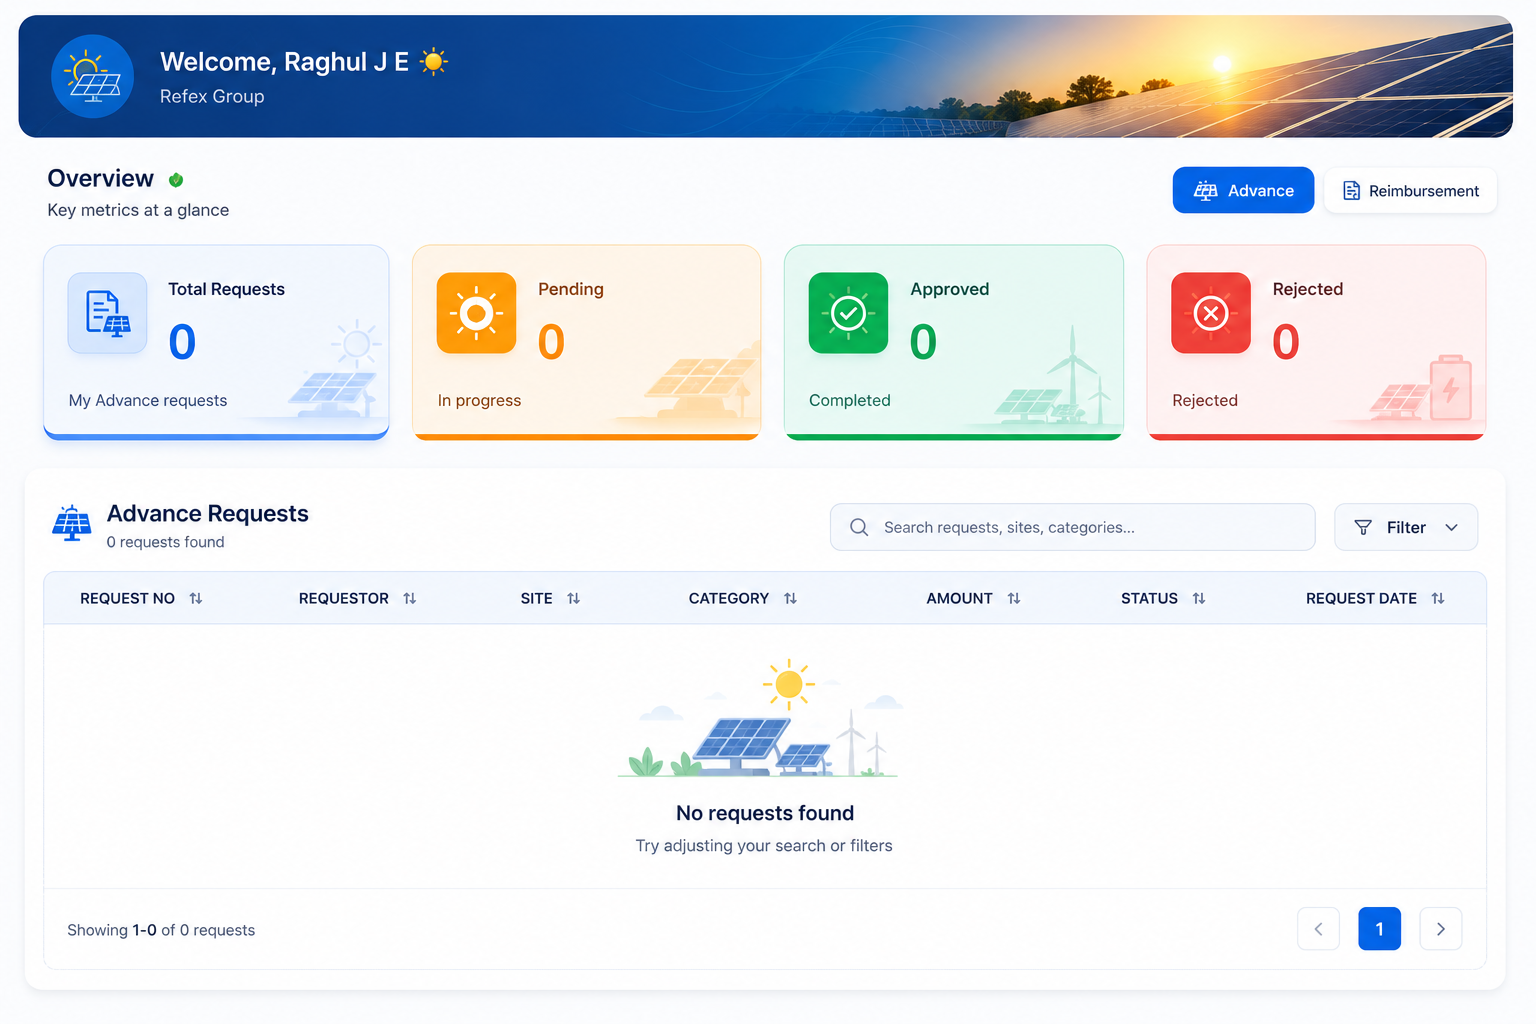 Welcome, Raghul J E
Refex Group
Overview
Key metrics at a glance
Advance
Reimbursement
Total Requests
0
My Advance requests
Pending
0
In progress
Approved
0
Completed
Rejected
0
Rejected
Advance Requests
0 requests found
Search requests, sites, categories...
Filter
REQUEST NO
REQUESTOR
SITE
CATEGORY
AMOUNT
STATUS
REQUEST DATE
No requests found
Try adjusting your search or filters
Showing 1-0 of 0 requests
1